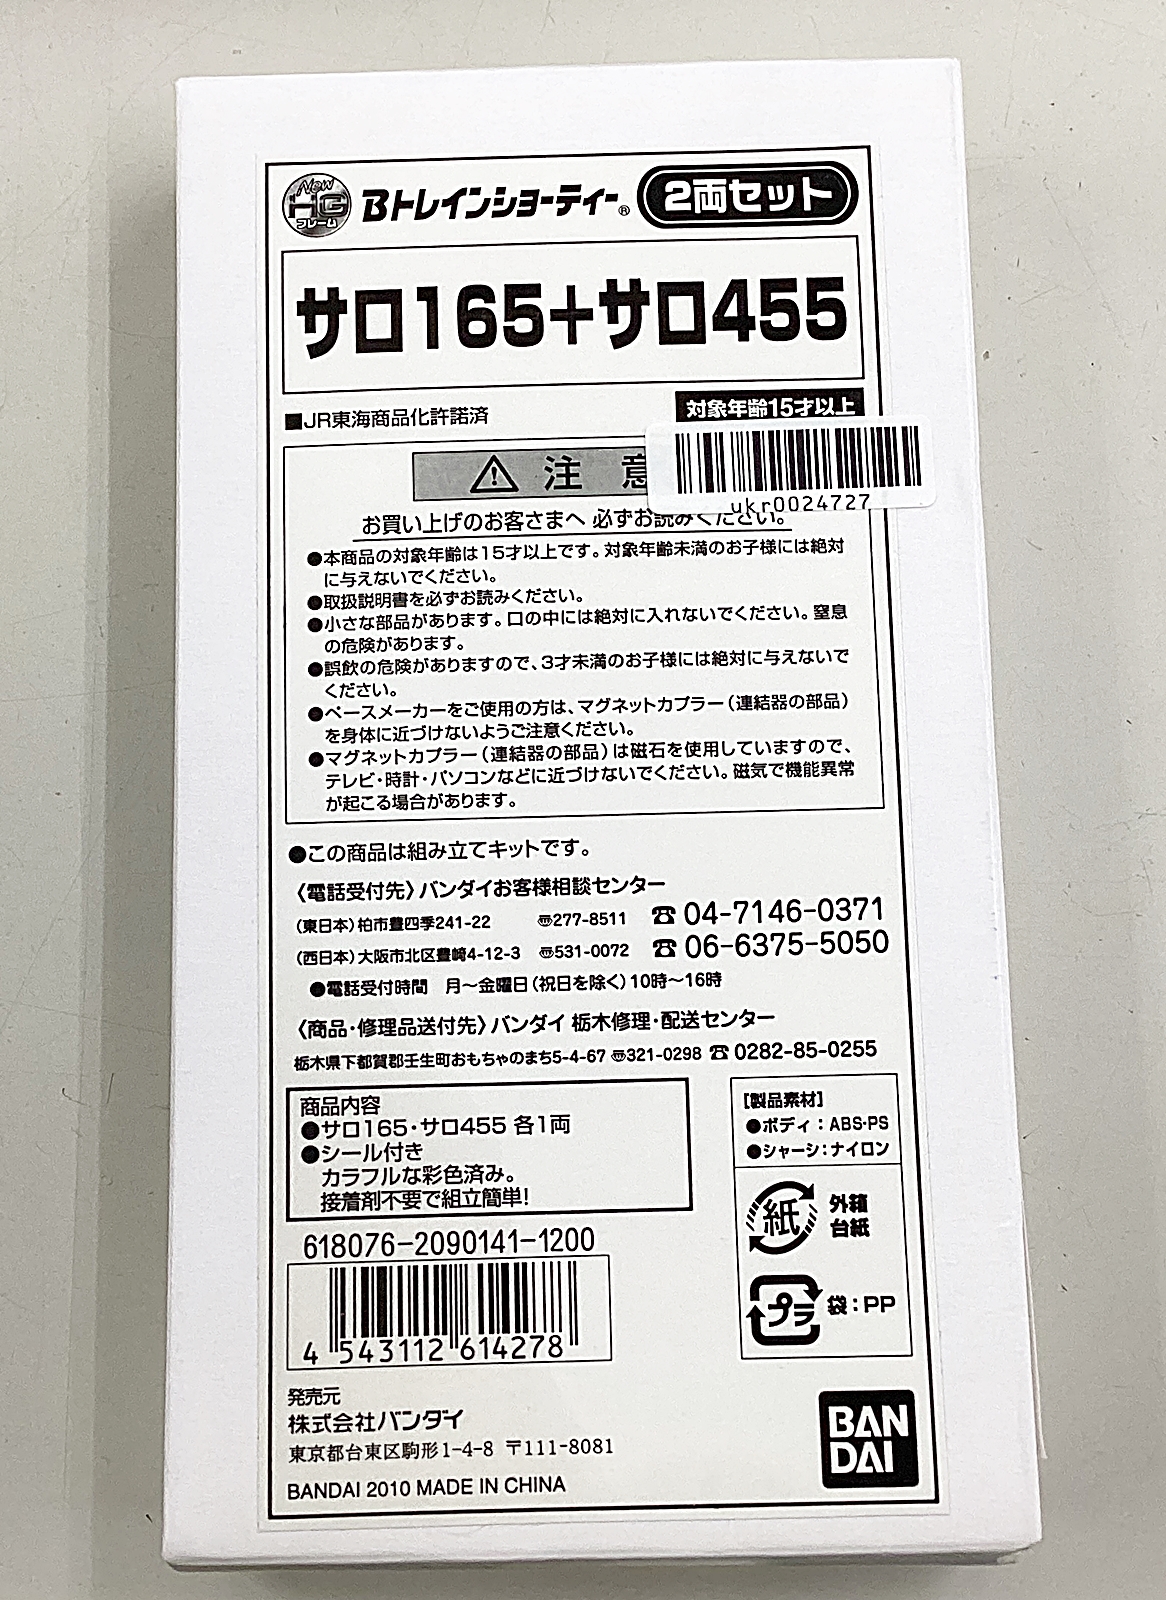 New
HG
フレーム
Bトレインショーティー® 2両セット
サロ165+サロ455
■JR東海商品化許諾済
対象年齢15才以上
⚠ 注 意
ukr0024727
お買い上げのお客さまへ 必ずお読みください。
●本商品の対象年齢は15才以上です。対象年齢未満のお子様には絶対
に与えないでください。
●取扱説明書を必ずお読みください。
●小さな部品があります。口の中には絶対に入れないでください。窒息
の危険があります。
●誤飲の危険がありますので、3才未満のお子様には絶対に与えないで
ください。
●ペースメーカーをご使用の方は、マグネットカプラー(連結器の部品)
を身体に近づけないようご注意ください。
●マグネットカプラー(連結器の部品)は磁石を使用していますので、
テレビ・時計・パソコンなどに近づけないでください。磁気で機能異常
が起こる場合があります。
●この商品は組み立てキットです。
〈電話受付先〉バンダイお客様相談センター
(東日本)柏市豊四季241-22 〠277-8511 ☎04-7146-0371
(西日本)大阪市北区豊崎4-12-3 〠531-0072 ☎06-6375-5050
●電話受付時間 月〜金曜日(祝日を除く)10時〜16時
〈商品・修理品送付先〉バンダイ 栃木修理・配送センター
栃木県下都賀郡壬生町おもちゃのまち5-4-67 〠321-0298 ☎0282-85-0255
商品内容
●サロ165・サロ455 各1両
●シール付き
カラフルな彩色済み。
接着剤不要で組立簡単!
[製品素材]
●ボディ:ABS・PS
●シャーシ:ナイロン
紙 外箱
台紙
プラ 袋:PP
618076-2090141-1200
4 543112 614278
発売元
株式会社バンダイ
東京都台東区駒形1-4-8 〒111-8081
BANDAI 2010 MADE IN CHINA
BAN
DAI